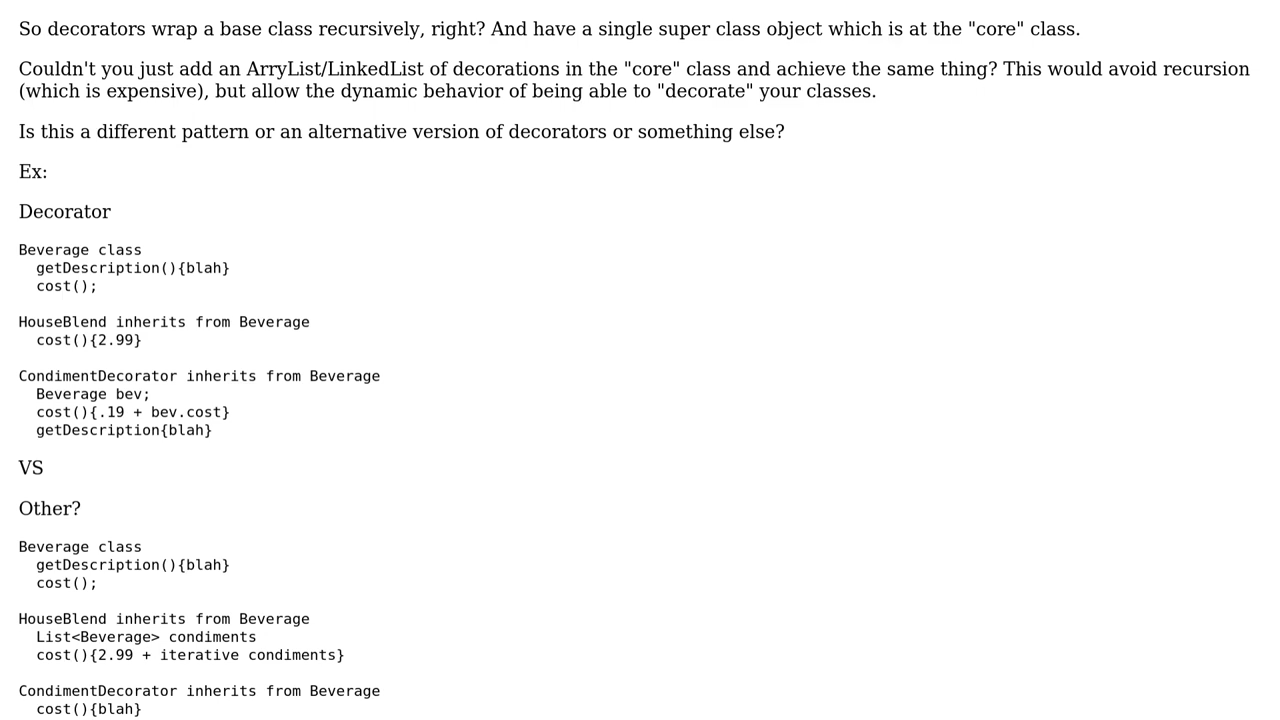 So decorators wrap a base class recursively, right? And have a single super class object which is at the "core" class.
Couldn't you just add an ArryList/LinkedList of decorations in the "core" class and achieve the same thing? This would avoid recursion
(which is expensive), but allow the dynamic behavior of being able to "decorate" your classes.
Is this a different pattern or an alternative version of decorators or something else?
Ex:
Decorator
Beverage class
  getDescription(){blah}
  cost();
HouseBlend inherits from Beverage
  cost(){2.99}
CondimentDecorator inherits from Beverage
  Beverage bev;
  cost(){.19 + bev.cost}
  getDescription{blah}
VS
Other?
Beverage class
  getDescription(){blah}
  cost();
HouseBlend inherits from Beverage
  List<Beverage> condiments
  cost(){2.99 + iterative condiments}
CondimentDecorator inherits from Beverage
  cost(){blah}